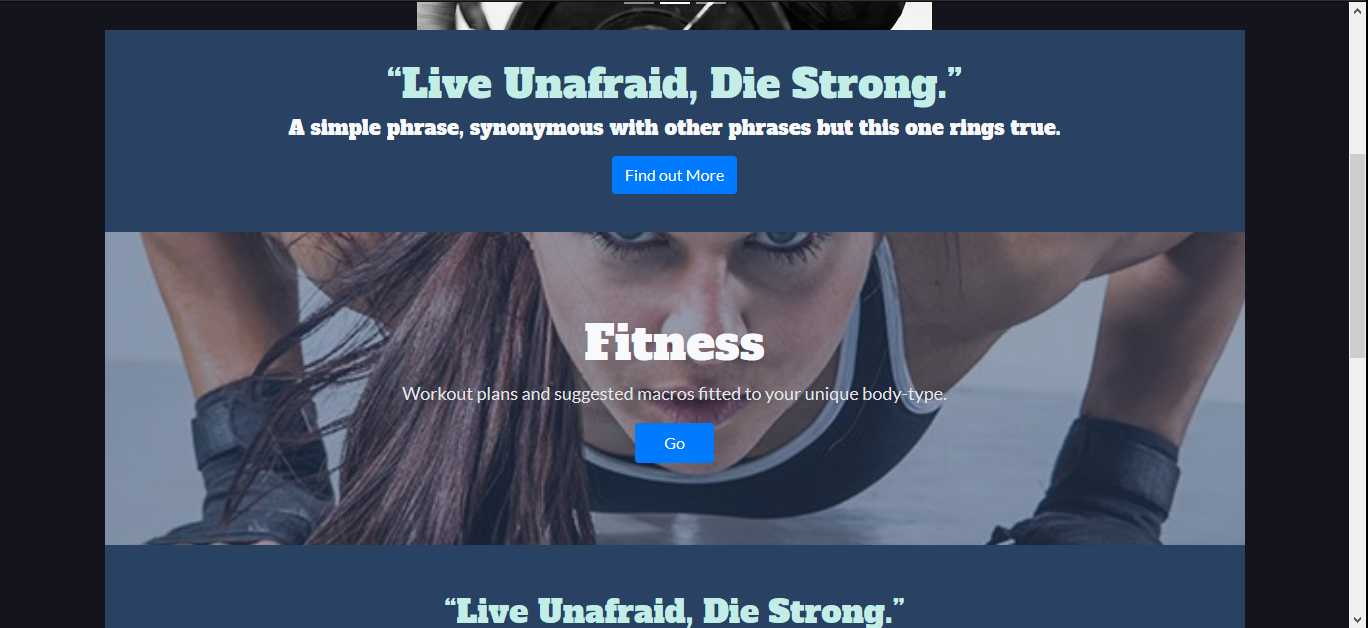 “Live Unafraid, Die Strong.”
A simple phrase, synonymous with other phrases but this one rings true.
Find out More
Fitness
Workout plans and suggested macros fitted to your unique body-type.
Go
“Live Unafraid, Die Strong.”